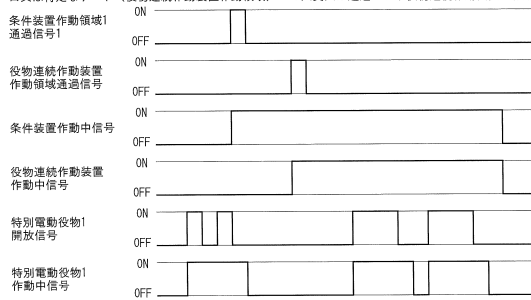 条件装置作動領域1
通過信号1
ON
OFF
役物連続作動装置
作動領域通過信号
ON
OFF
条件装置作動中信号
ON
OFF
役物連続作動装置
作動中信号
ON
OFF
特別電動役物1
開放信号
ON
OFF
特別電動役物1
作動中信号
ON
OFF